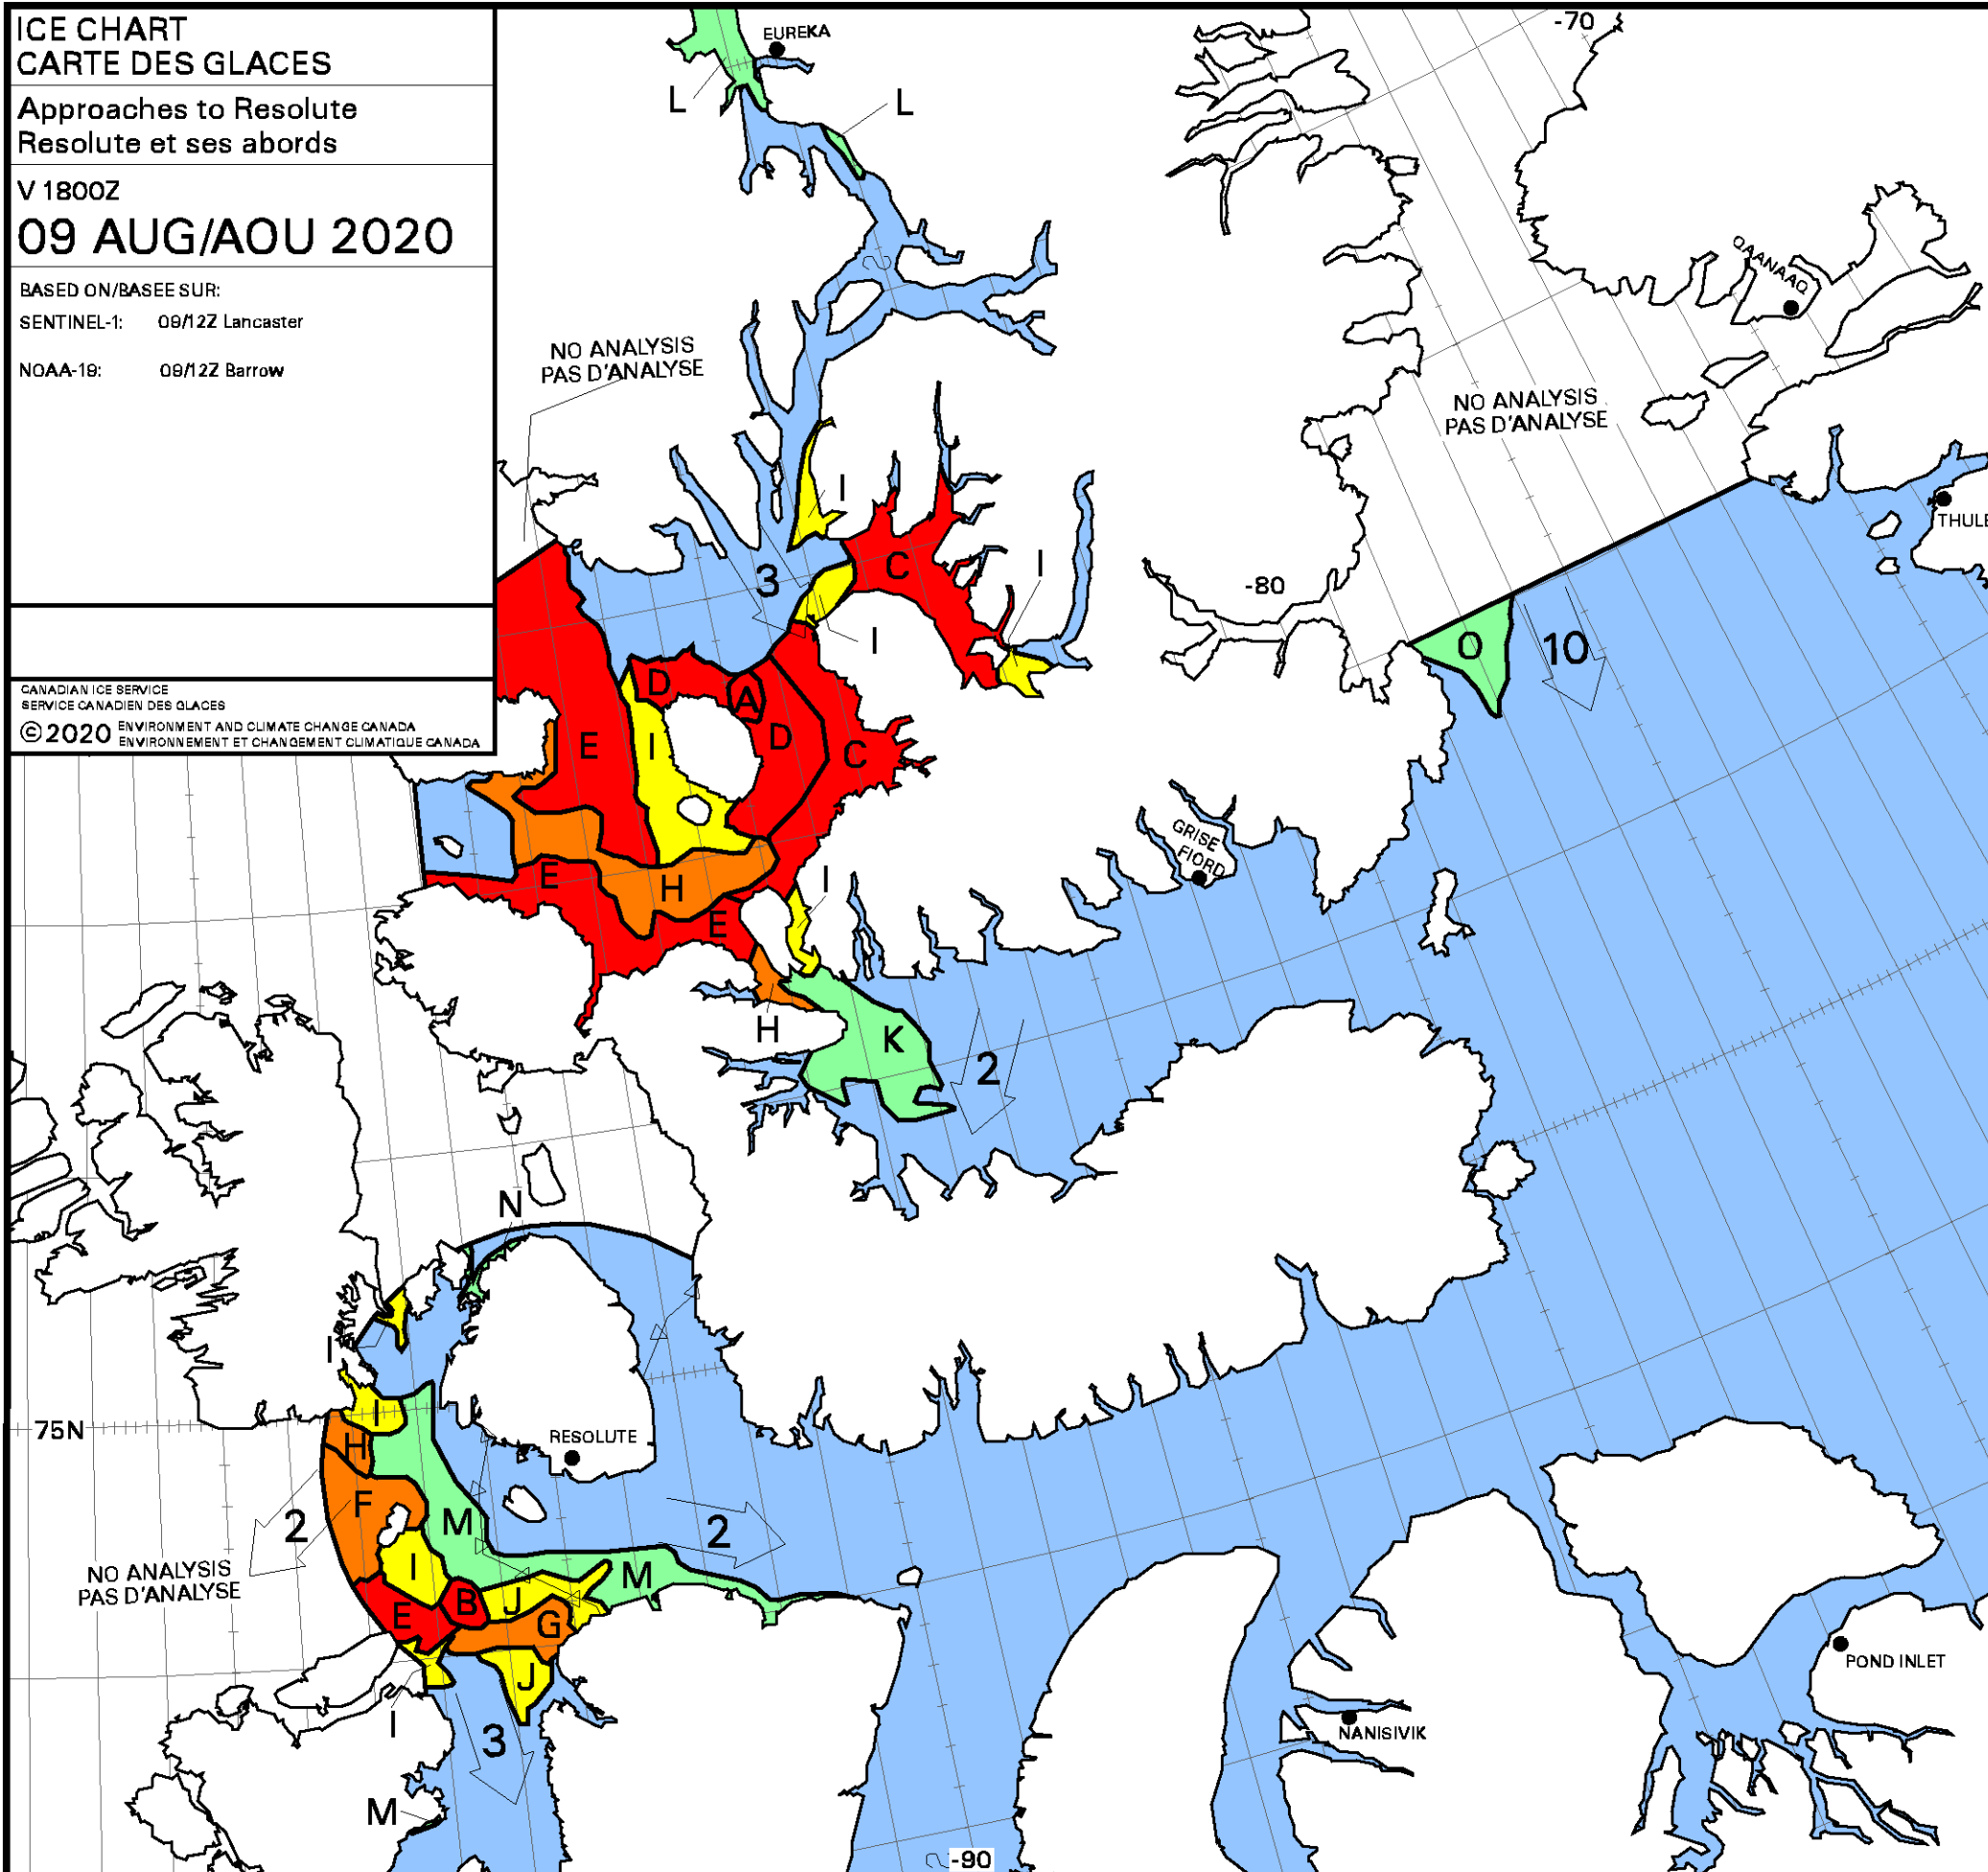 ICE CHART
CARTE DES GLACES
Approaches to Resolute
Resolute et ses abords
V 1800Z
09 AUG/AOU 2020
BASED ON/BASEE SUR:
SENTINEL-1: 09/12Z Lancaster
NOAA-19: 09/12Z Barrow
CANADIAN ICE SERVICE
SERVICE CANADIEN DES GLACES
©2020 ENVIRONMENT AND CLIMATE CHANGE CANADA
ENVIRONNEMENT ET CHANGEMENT CLIMATIQUE CANADA
-70
EUREKA
L
L
QAANAAQ
NO ANALYSIS
PAS D'ANALYSE
NO ANALYSIS
PAS D'ANALYSE
I
THULE
3
C
I
-80
I
O
10
D
A
E
I
D
C
GRISE
FIORD
E
H
I
E
H
K
2
N
I
I
75N
H
RESOLUTE
F
2
M
2
NO ANALYSIS
PAS D'ANALYSE
I
M
E
B
J
G
J
POND INLET
I
3
NANISIVIK
M
-90